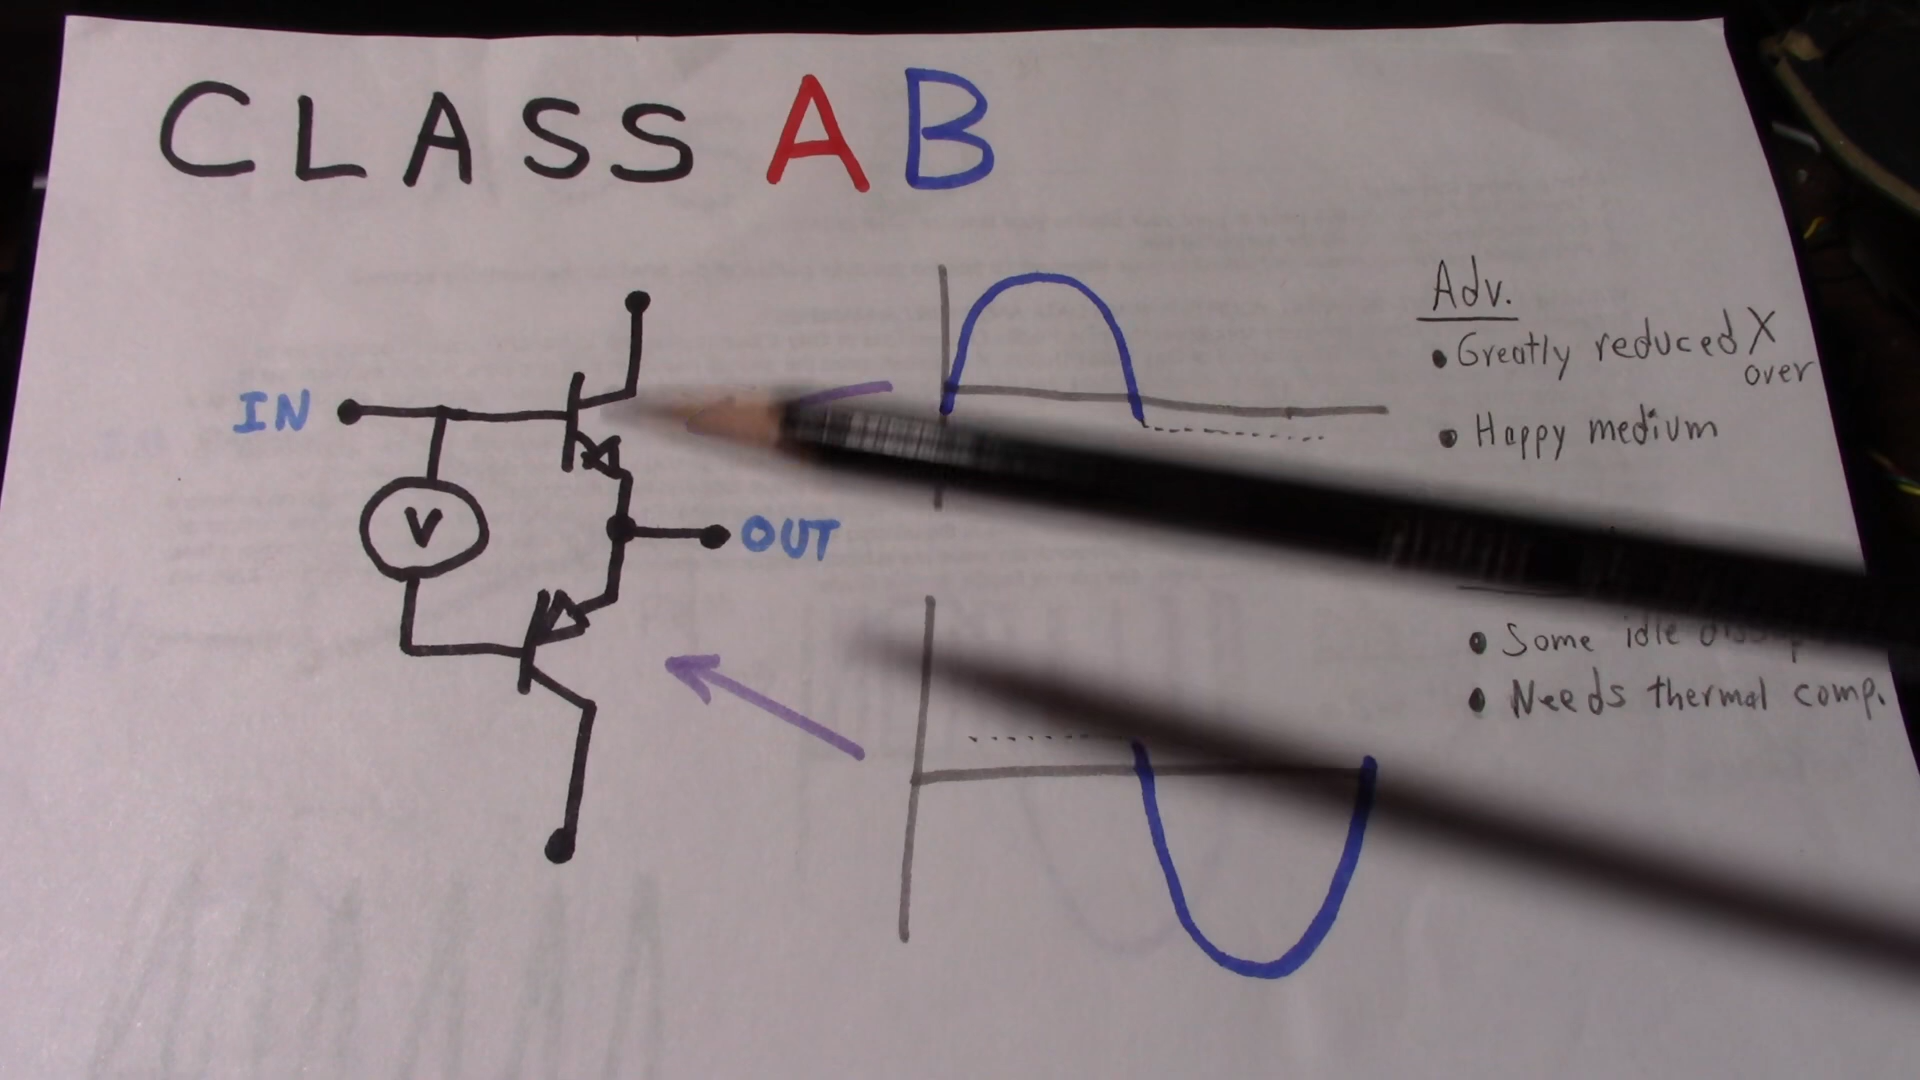 CLASS AB
IN
V
OUT
Adv.
• Greatly reduced X
over
• Happy medium
• Some idle
• Needs thermal comp.